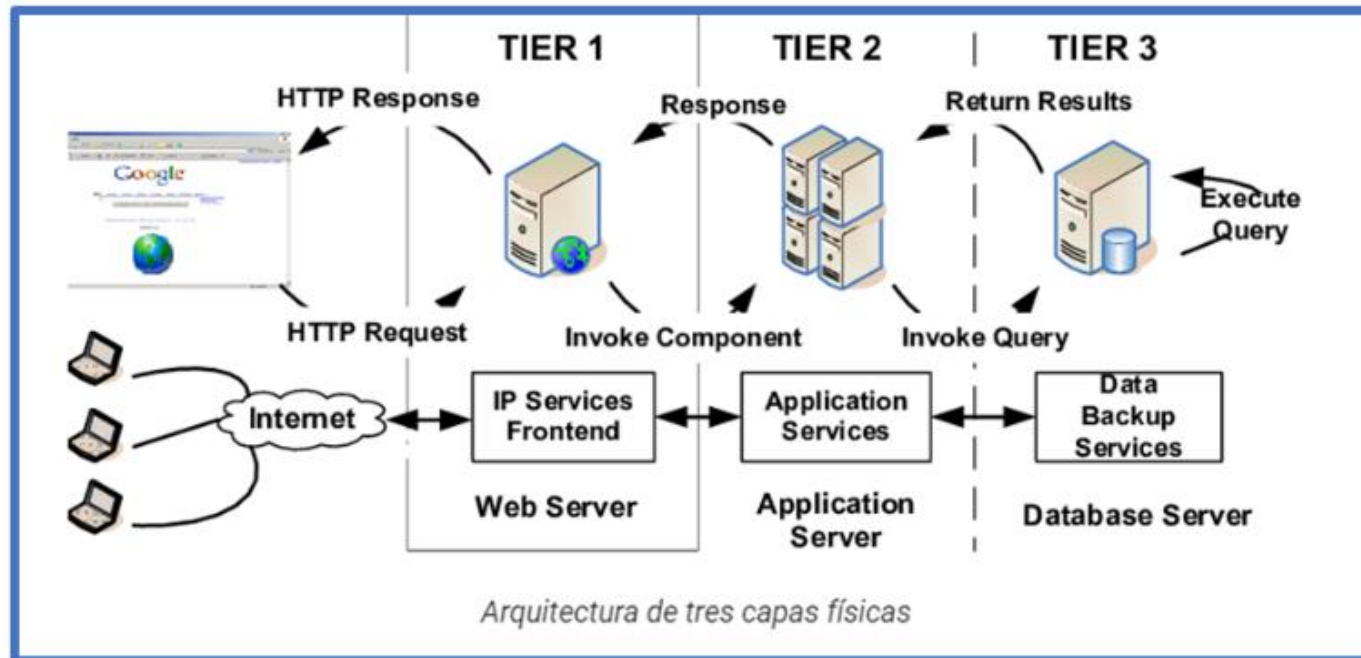 TIER 1
TIER 2
TIER 3
HTTP Response
Response
Return Results
Google
Execute
Query
HTTP Request
Invoke Component
Invoke Query
Internet
IP Services
Frontend
Application
Services
Data
Backup
Services
Web Server
Application
Server
Database Server
Arquitectura de tres capas físicas